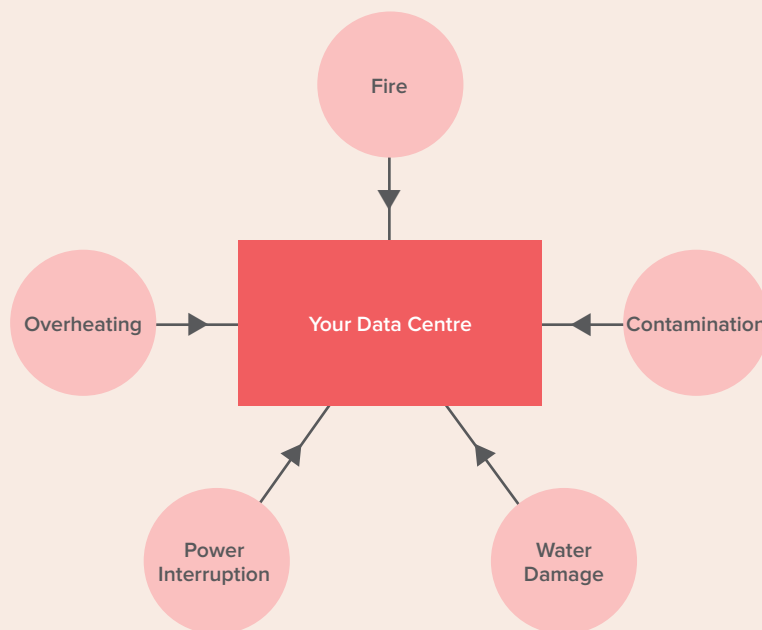 Fire
Overheating
Your Data Centre
Contamination
Power
Interruption
Water
Damage